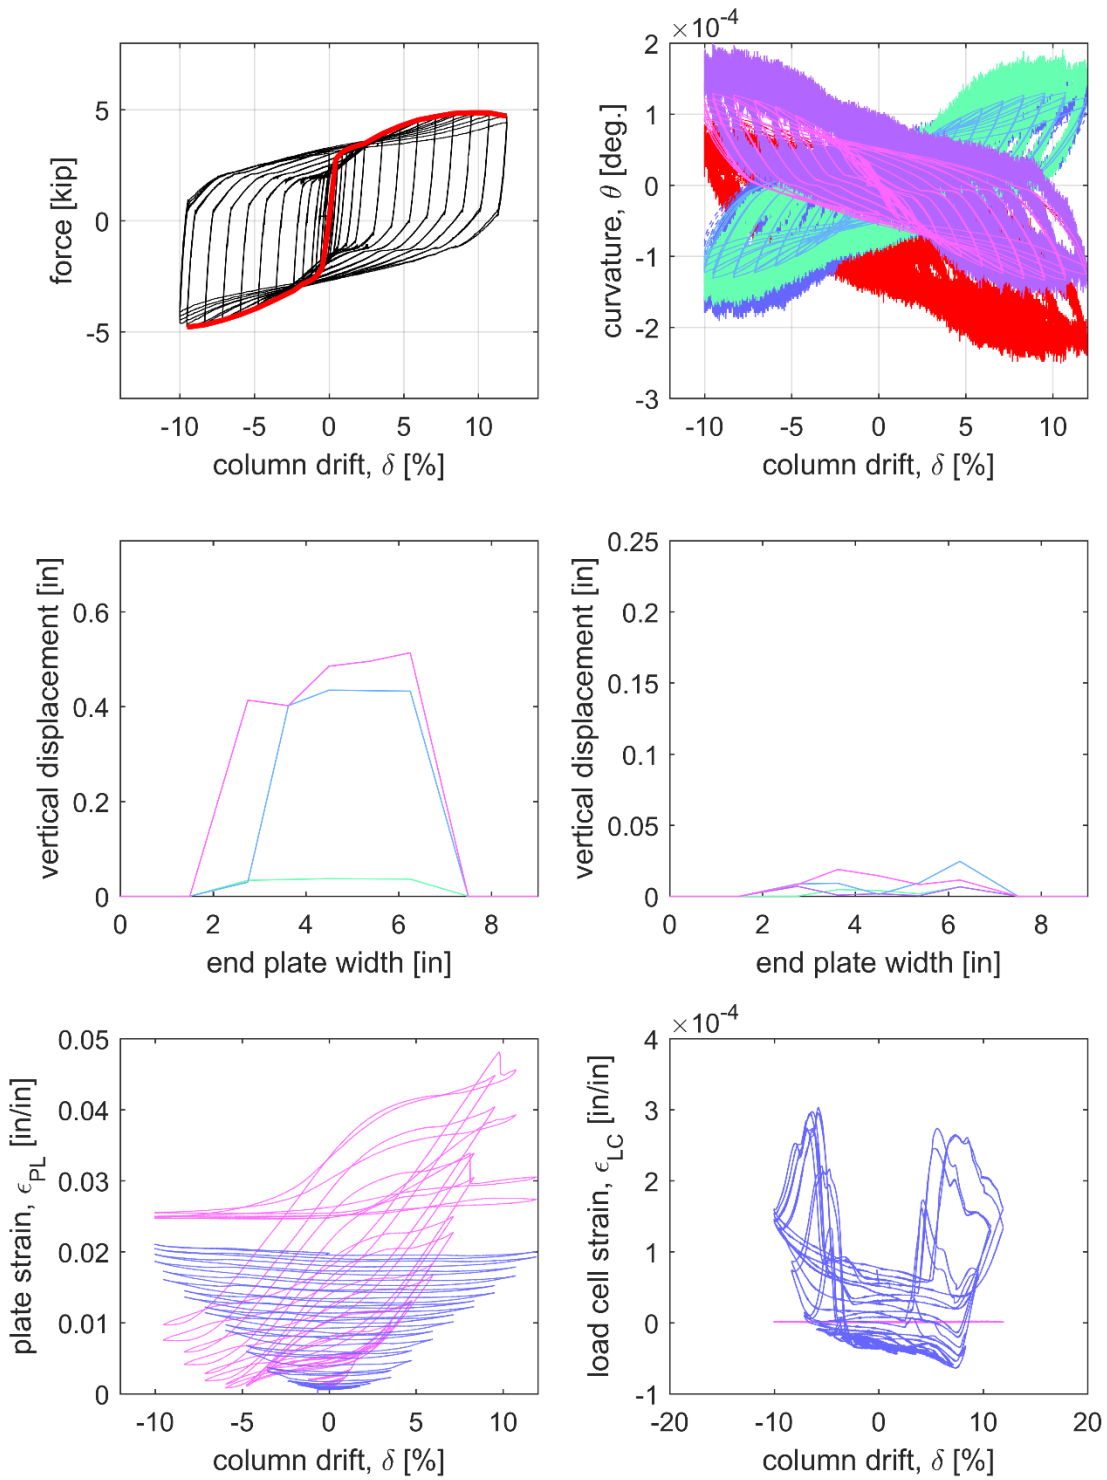 force [kip]
5
0
-5
-10 -5 0 5 10
column drift, δ [%]
×10⁻⁴
curvature, θ [deg.]
2
1
0
-1
-2
-3
-10 -5 0 5 10
column drift, δ [%]
vertical displacement [in]
0.6
0.4
0.2
0
0 2 4 6 8
end plate width [in]
vertical displacement [in]
0.25
0.2
0.15
0.1
0.05
0
0 2 4 6 8
end plate width [in]
plate strain, ϵPL [in/in]
0.05
0.04
0.03
0.02
0.01
0
-10 -5 0 5 10
column drift, δ [%]
×10⁻⁴
load cell strain, ϵLC [in/in]
4
3
2
1
0
-1
-20 -10 0 10 20
column drift, δ [%]